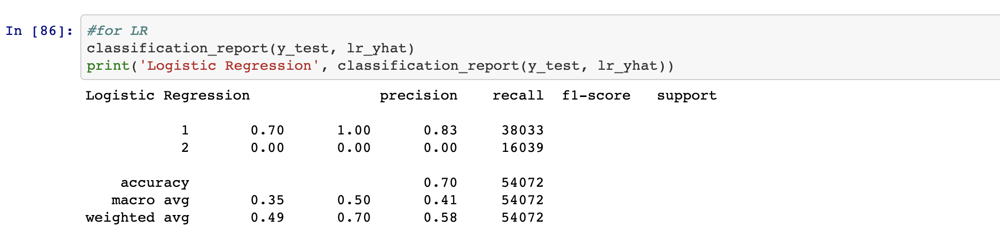 In [86]: #for LR
classification_report(y_test, lr_yhat)
print('Logistic Regression', classification_report(y_test, lr_yhat))
Logistic Regression               precision    recall  f1-score   support
           1       0.70      1.00      0.83     38033
           2       0.00      0.00      0.00     16039
    accuracy                           0.70     54072
   macro avg       0.35      0.50      0.41     54072
weighted avg       0.49      0.70      0.58     54072